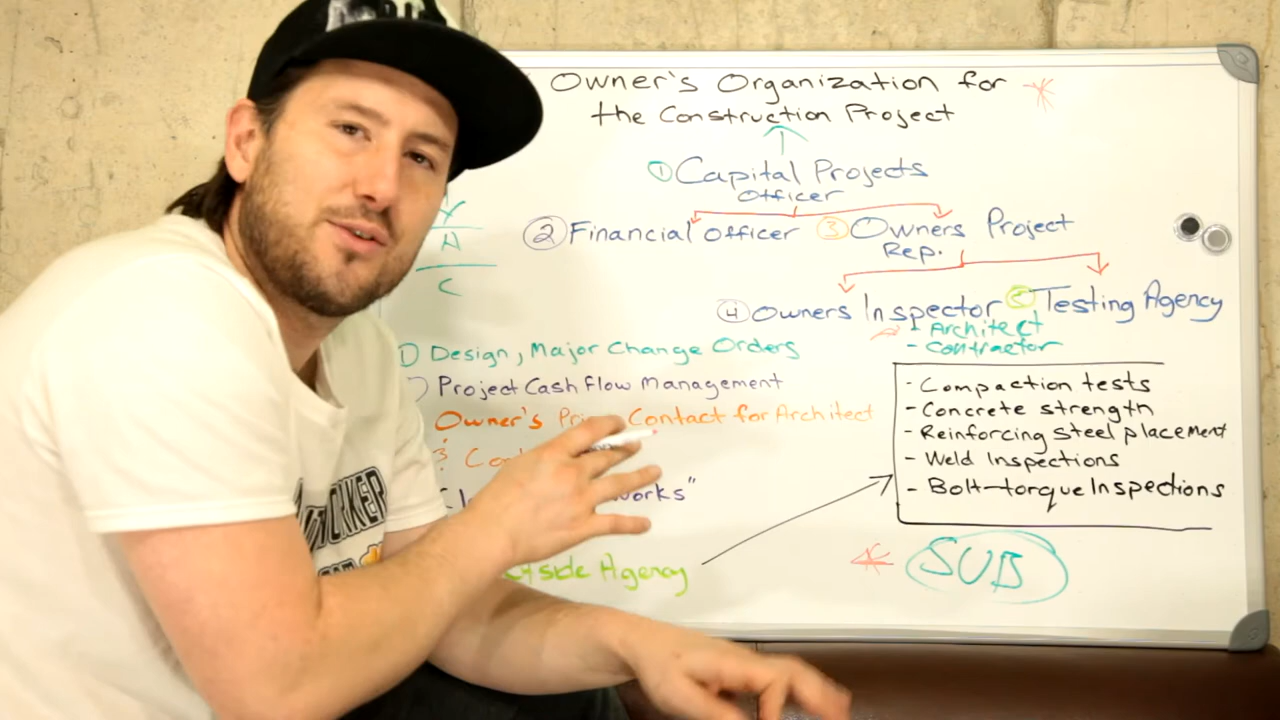 Owner's Organization for *
the Construction Project
① Capital Projects
Officer
② Financial Officer ③ Owners Project
Rep.
④ Owners Inspector ⑤ Testing Agency
- Architect
- Contractor
A
C
1) Design, Major Change Orders
Project Cash flow Management
Owner's Contact for Architect
works"
Agency
- Compaction tests
- Concrete strength
- Reinforcing steel placement
- Weld Inspections
- Bolt-torque Inspections
* SUB